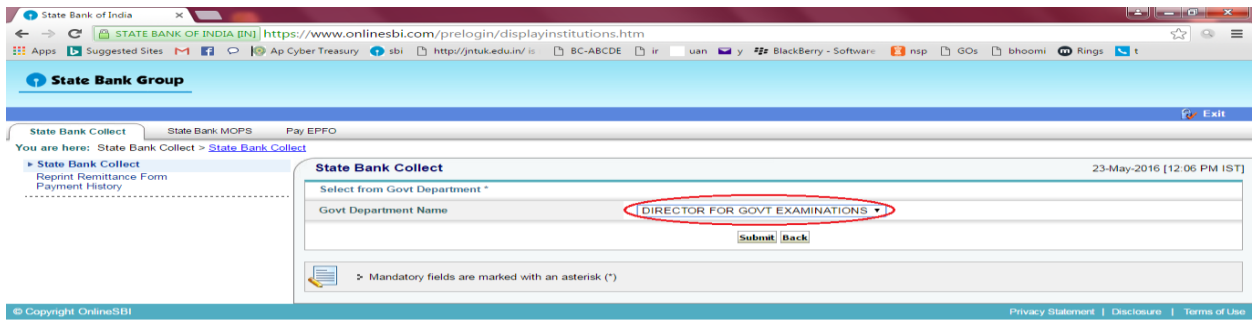 State Bank of India
STATE BANK OF INDIA [IN] https://www.onlinesbi.com/prelogin/displayinstitutions.htm
Apps Suggested Sites Ap Cyber Treasury sbi http://jntuk.edu.in/ is BC-ABCDE ir uan y BlackBerry - Software nsp GOs bhoomi Rings t
State Bank Group
Exit
State Bank Collect State Bank MOPS Pay EPFO
You are here: State Bank Collect > State Bank Collect
State Bank Collect
Reprint Remittance Form
Payment History
State Bank Collect 23-May-2016 [12:06 PM IST]
Select from Govt Department *
Govt Department Name DIRECTOR FOR GOVT EXAMINATIONS
Submit Back
Mandatory fields are marked with an asterisk (*)
© Copyright OnlineSBI Privacy Statement | Disclosure | Terms of Use